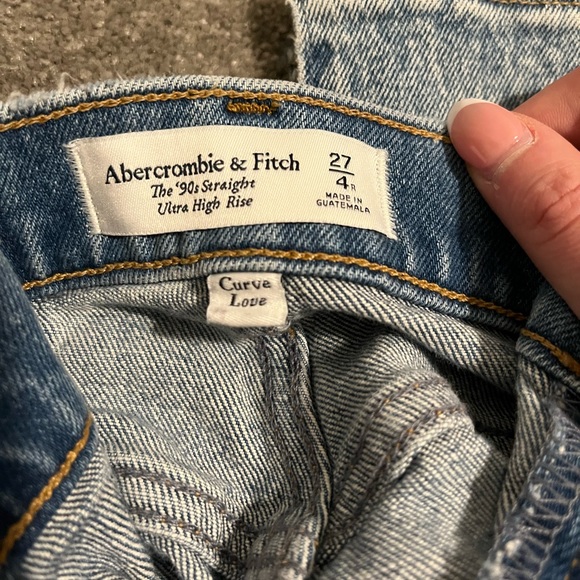 Abercrombie & Fitch
The '90s Straight
Ultra High Rise
27
4R
MADE IN
GUATEMALA
Curve
Love